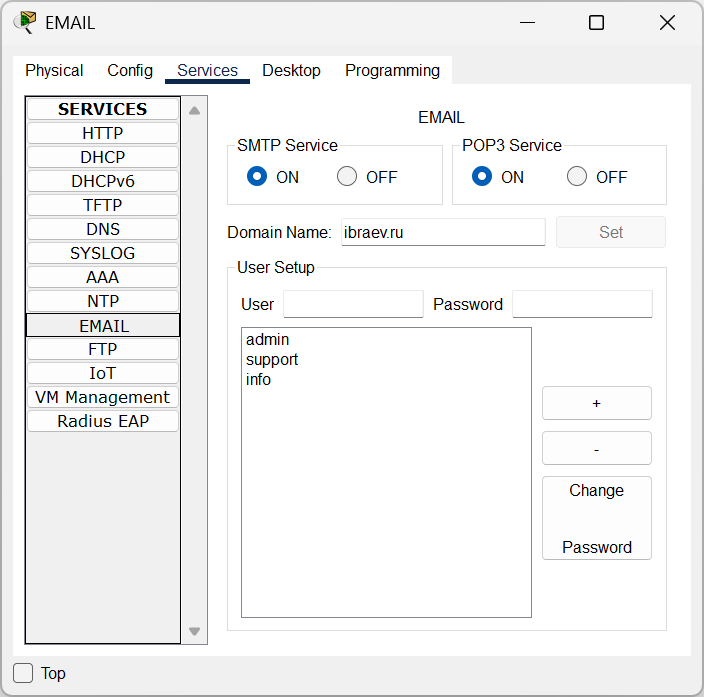 EMAIL
Physical Config Services Desktop Programming
SERVICES
HTTP
DHCP
DHCPv6
TFTP
DNS
SYSLOG
AAA
NTP
EMAIL
FTP
IoT
VM Management
Radius EAP
EMAIL
SMTP Service
ON OFF
POP3 Service
ON OFF
Domain Name: ibraev.ru Set
User Setup
User Password
admin
support
info
+
-
Change
Password
Top